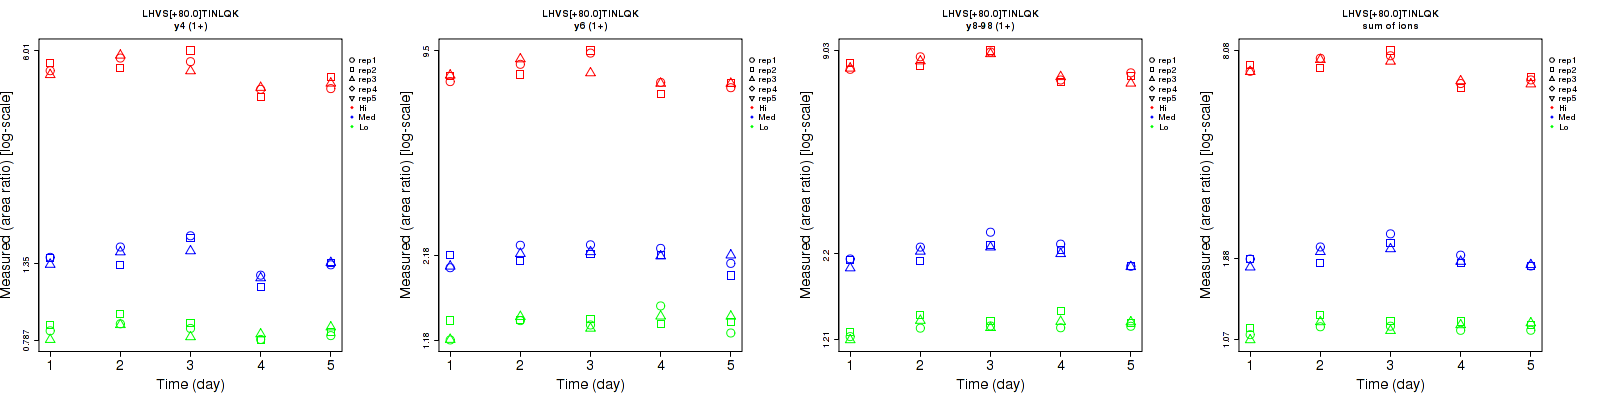 LHVS[+80.0]TINLQK
y4 (1+)
Measured (area ratio) [log-scale]
6.01
1.35
0.787
1 2 3 4 5
Time (day)
rep1
rep2
rep3
rep4
rep5
Hi
Med
Lo
LHVS[+80.0]TINLQK
y6 (1+)
Measured (area ratio) [log-scale]
9.5
2.18
1.18
1 2 3 4 5
Time (day)
rep1
rep2
rep3
rep4
rep5
Hi
Med
Lo
LHVS[+80.0]TINLQK
y8-98 (1+)
Measured (area ratio) [log-scale]
9.03
2.2
1.21
1 2 3 4 5
Time (day)
rep1
rep2
rep3
rep4
rep5
Hi
Med
Lo
LHVS[+80.0]TINLQK
sum of ions
Measured (area ratio) [log-scale]
8.08
1.88
1.07
1 2 3 4 5
Time (day)
rep1
rep2
rep3
rep4
rep5
Hi
Med
Lo